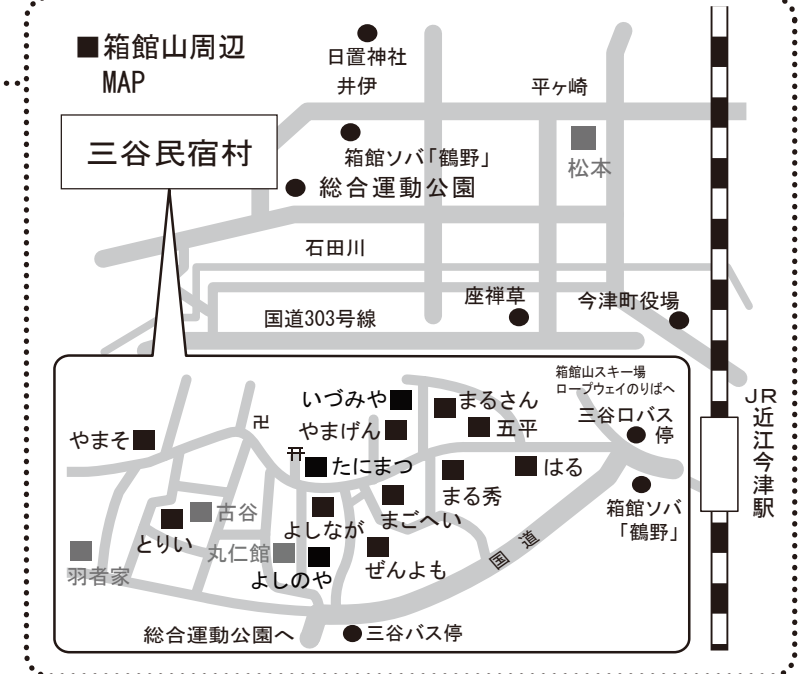 ■箱館山周辺
MAP
日置神社
井伊
平ヶ崎
三谷民宿村
箱館ソバ「鶴野」
松本
総合運動公園
石田川
座禅草
今津町役場
国道303号線
箱館山スキー場
ロープウェイのりばへ
JR近江今津駅
いづみや
まるさん
三谷口バス
停
卍
やまげん
五平
やまそ
たにまつ
はる
まる秀
箱館ソバ
「鶴野」
古谷
よしなが
まごへい
とりい
丸仁館
国道
羽者家
よしのや
ぜんよも
総合運動公園へ
三谷バス停